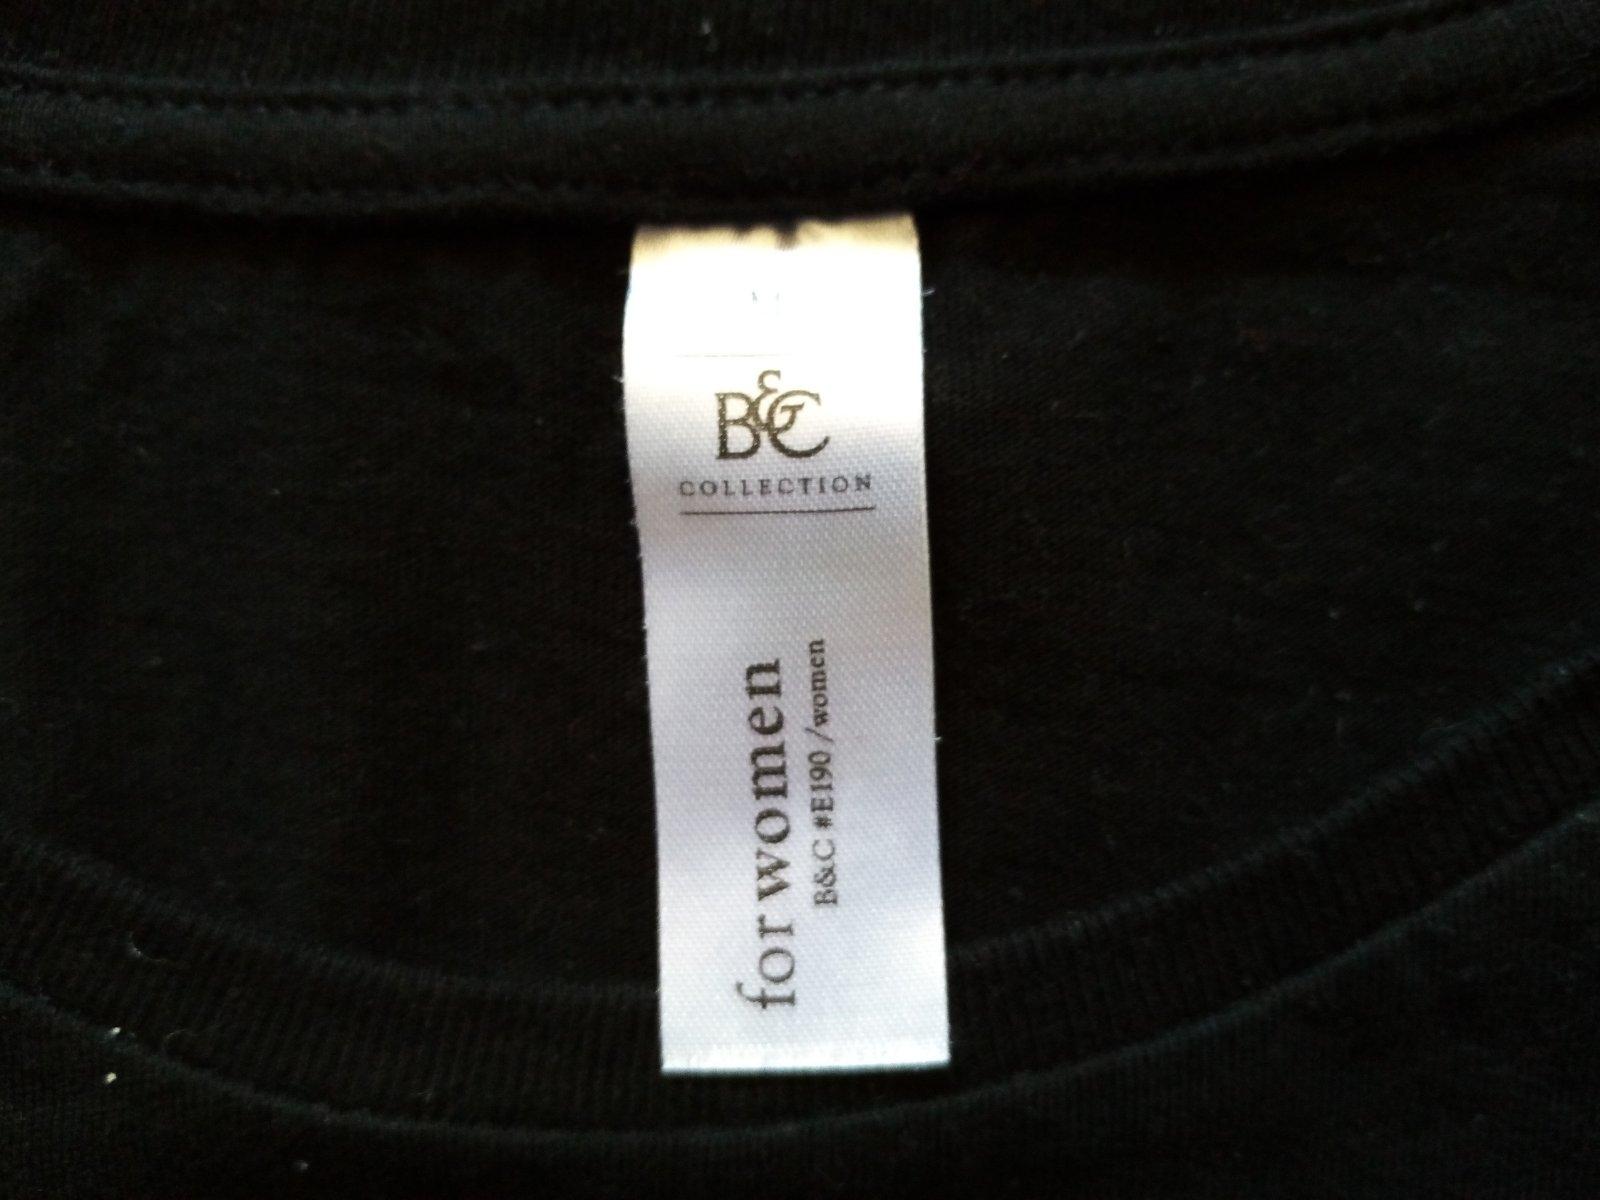 B&C
COLLECTION
for women
B&C #E190/women